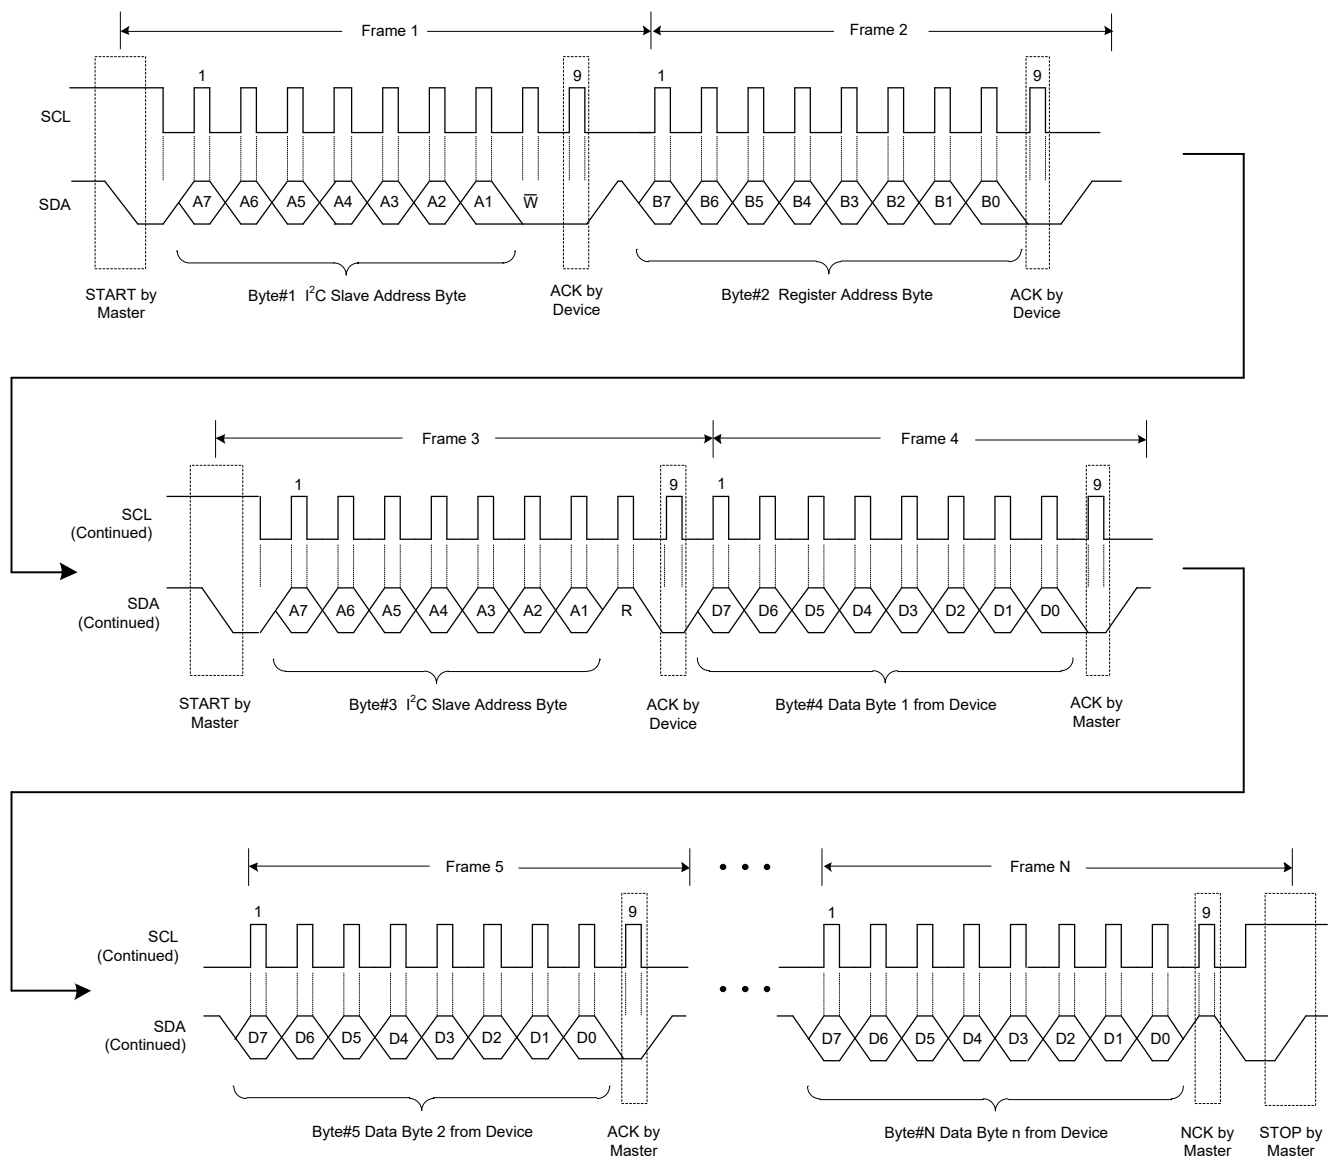 Frame 1 Frame 2
1 9 1 9
SCL
SDA A7 A6 A5 A4 A3 A2 A1 W̅ B7 B6 B5 B4 B3 B2 B1 B0
START by Master
Byte#1 I²C Slave Address Byte
ACK by Device
Byte#2 Register Address Byte
ACK by Device
Frame 3 Frame 4
1 9 1 9
SCL (Continued)
SDA (Continued) A7 A6 A5 A4 A3 A2 A1 R D7 D6 D5 D4 D3 D2 D1 D0
START by Master
Byte#3 I²C Slave Address Byte
ACK by Device
Byte#4 Data Byte 1 from Device
ACK by Master
Frame 5 • • • Frame N
1 9 1 9
SCL (Continued)
• • •
SDA (Continued) D7 D6 D5 D4 D3 D2 D1 D0 D7 D6 D5 D4 D3 D2 D1 D0
Byte#5 Data Byte 2 from Device
ACK by Master
Byte#N Data Byte n from Device
NCK by Master
STOP by Master